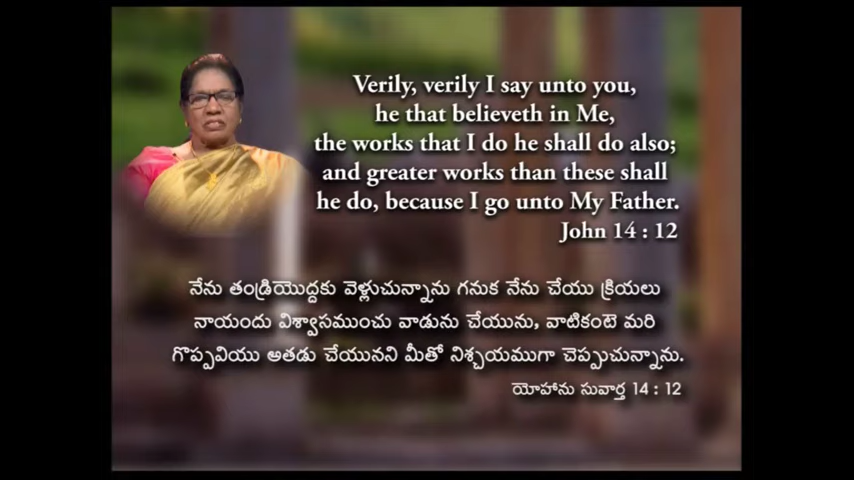 Verily, verily I say unto you,
he that believeth in Me,
the works that I do he shall do also;
and greater works than these shall
he do, because I go unto My Father.
John 14 : 12
నేను తండ్రియొద్దకు వెళ్లుచున్నాను గనుక నేను చేయు క్రియలు
నాయందు విశ్వాసముంచు వాడును చేయును, వాటికంటె మరి
గొప్పవియు అతడు చేయునని మీతో నిశ్చయముగా చెప్పుచున్నాను.
యోహాను సువార్త 14 : 12